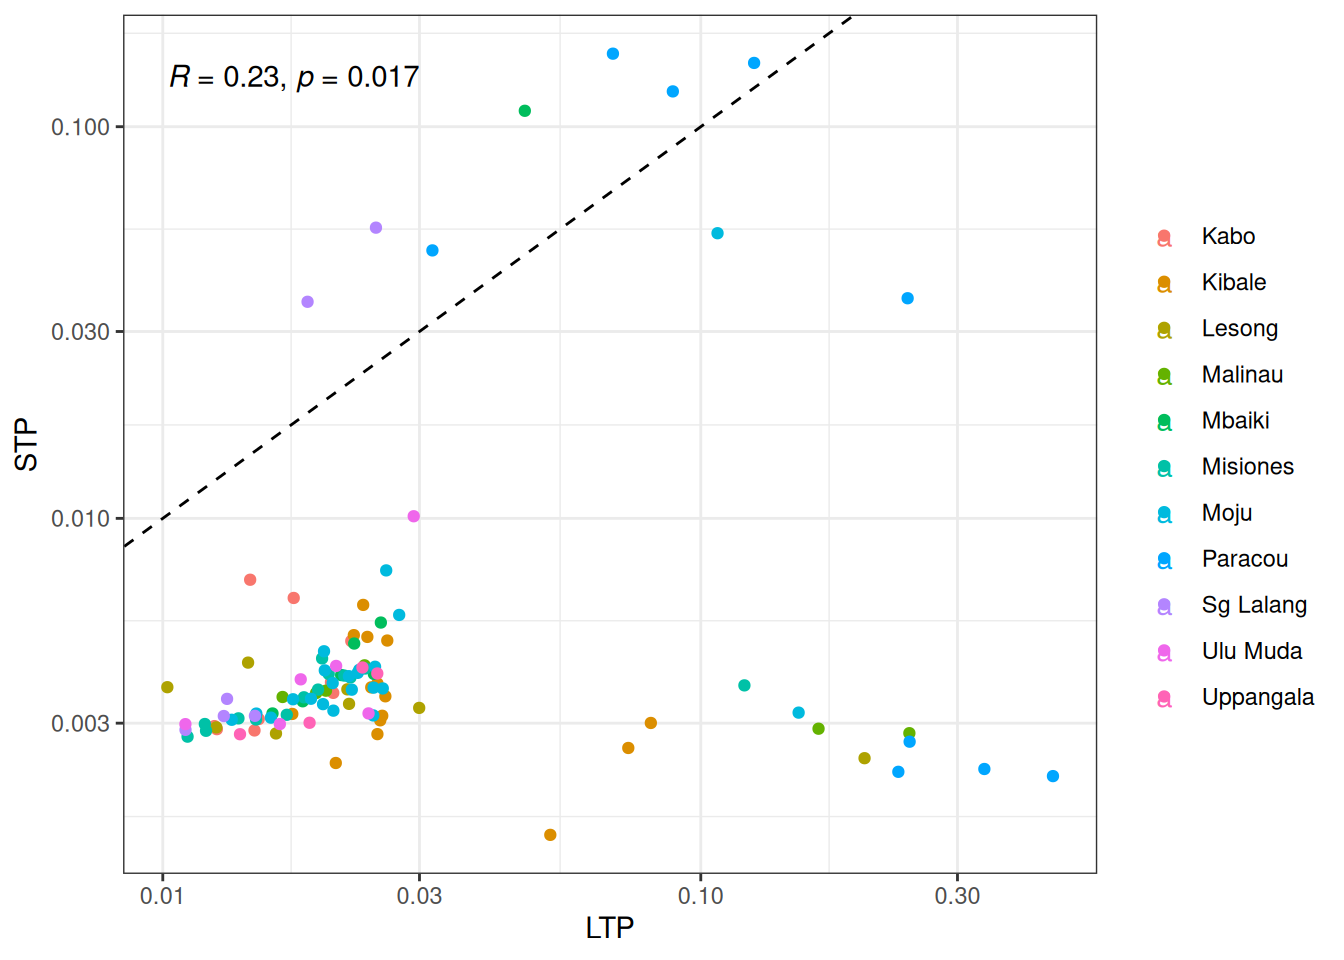 R = 0.23, p = 0.017
0.100
0.030
0.010
0.003
STP
0.01
0.03
0.10
0.30
LTP
a Kabo
a Kibale
a Lesong
a Malinau
a Mbaiki
a Misiones
a Moju
a Paracou
a Sg Lalang
a Ulu Muda
a Uppangala